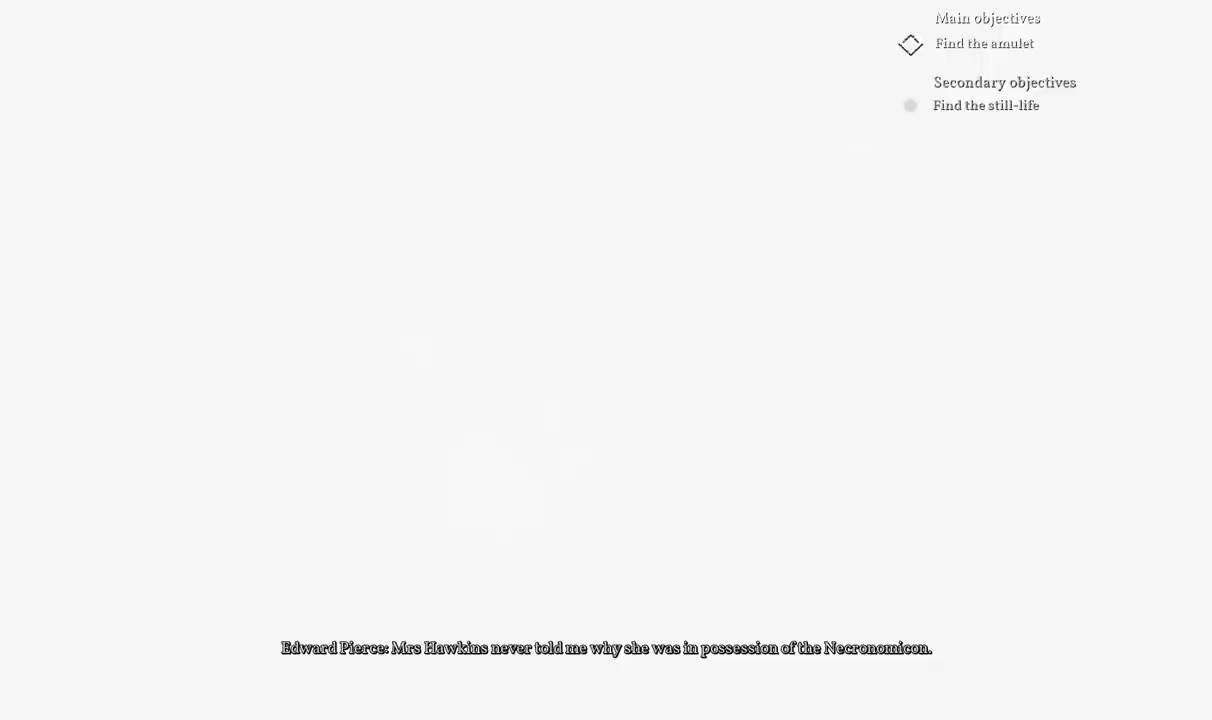 Main objectives
Find the amulet
Secondary objectives
Find the still-life
Edward Pierce: Mrs Hawkins never told me why she was in possession of the Necronomicon.